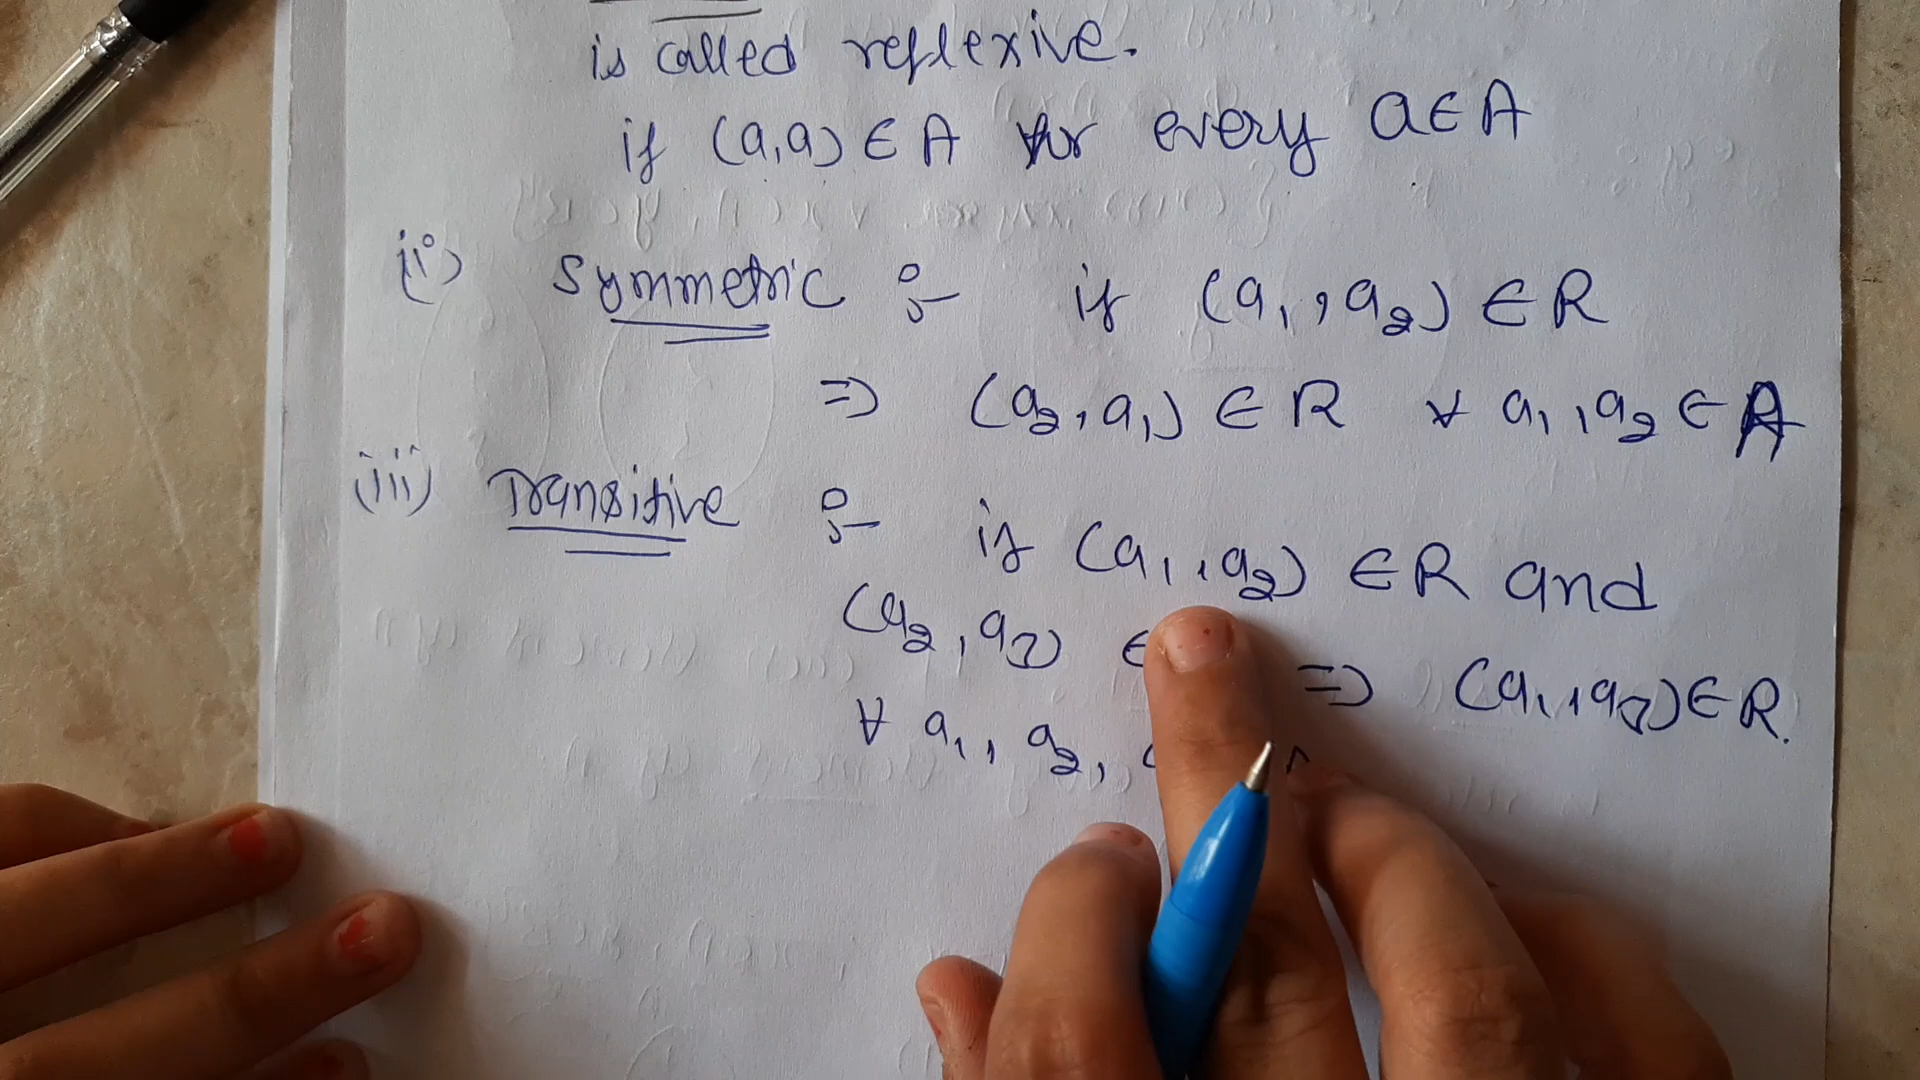 is called reflexive.
if (a,a) ∈ A for every a ∈ A
(ii) Symmetric :- if (a₁, a₂) ∈ R
⇒ (a₂, a₁) ∈ R ∀ a₁, a₂ ∈ A
(iii) Transitive :- if (a₁, a₂) ∈ R and
(a₂, a₃) ∈ ⇒ (a₁, a₃) ∈ R.
∀ a₁, a₂,